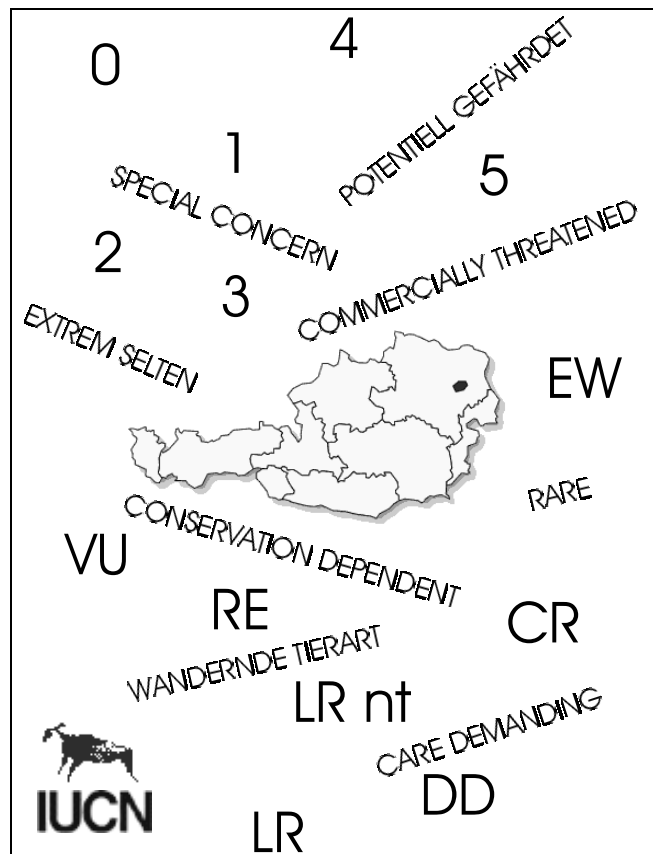 4
0
POTENTIELL GEFÄHRDET
1
5
SPECIAL CONCERN
2
3
COMMERCIALLY THREATENED
EXTREM SELTEN
EW
RARE
CONSERVATION DEPENDENT
VU
RE
CR
WANDERNDE TIERART
LR nt
CARE DEMANDING
DD
IUCN
LR